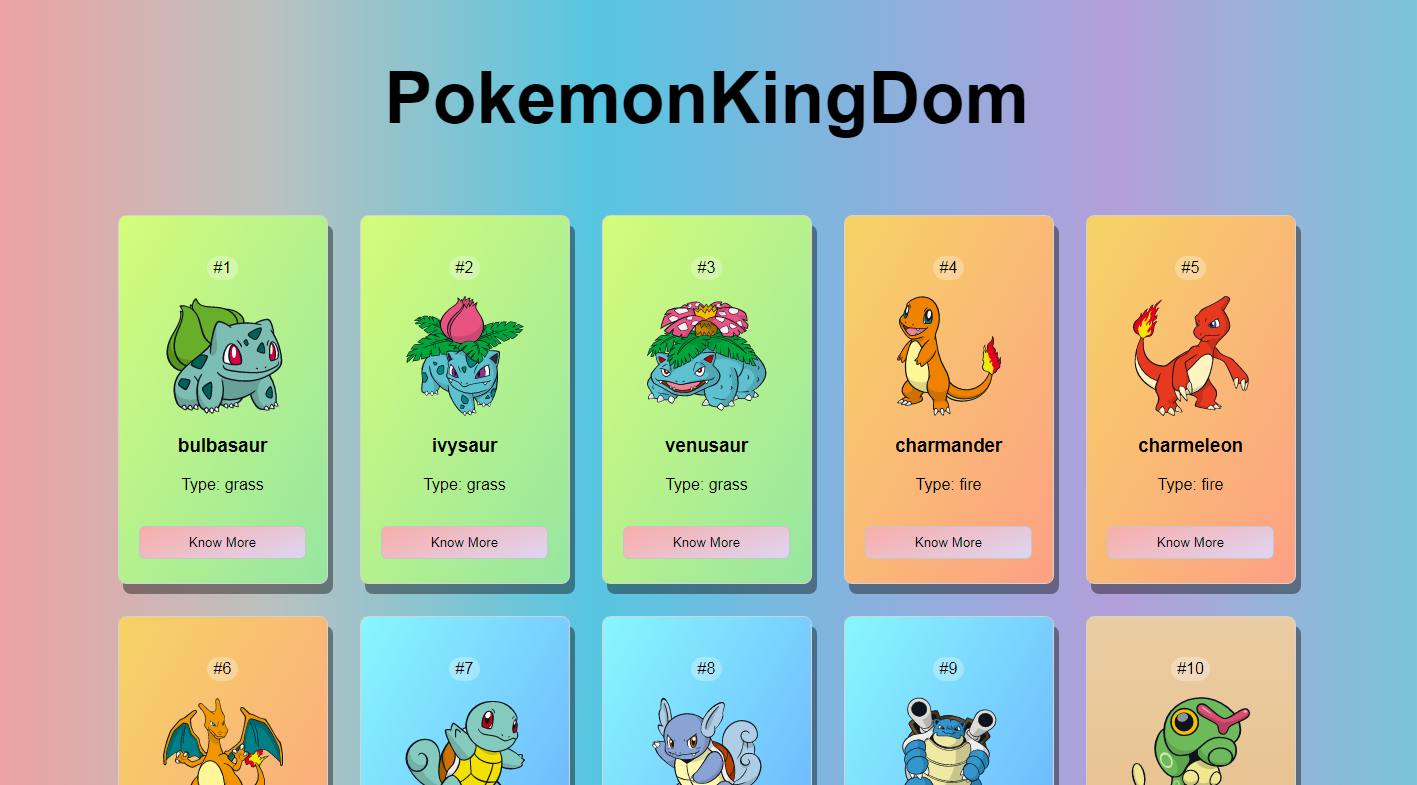 PokemonKingDom
#1 #2 #3 #4 #5
bulbasaur ivysaur venusaur charmander charmeleon
Type: grass Type: grass Type: grass Type: fire Type: fire
Know More Know More Know More Know More Know More
#6 #7 #8 #9 #10